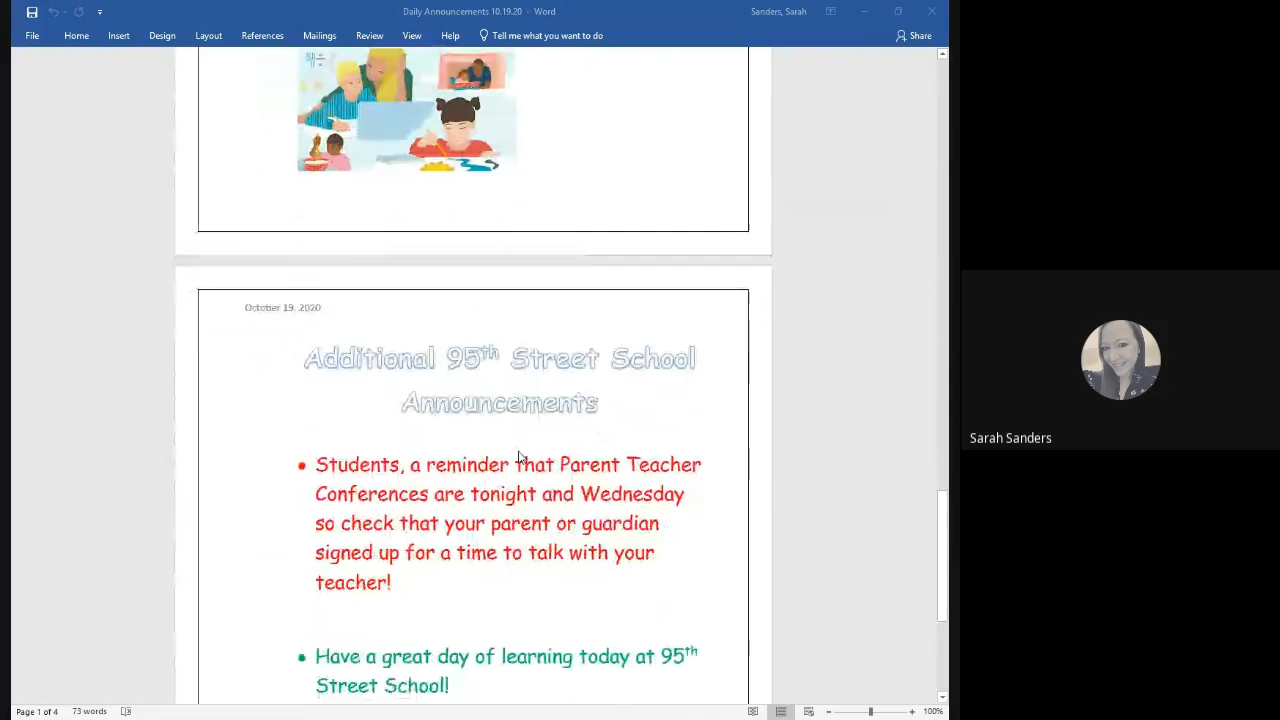 Daily Announcements 10.19.20 - Word
Sanders, Sarah
File Home Insert Design Layout References Mailings Review View Help Tell me what you want to do Share
October 19, 2020
Additional 95th Street School
Announcements
• Students, a reminder that Parent Teacher
Conferences are tonight and Wednesday
so check that your parent or guardian
signed up for a time to talk with your
teacher!
• Have a great day of learning today at 95th
Street School!
Sarah Sanders
Page 1 of 4 73 words 100%